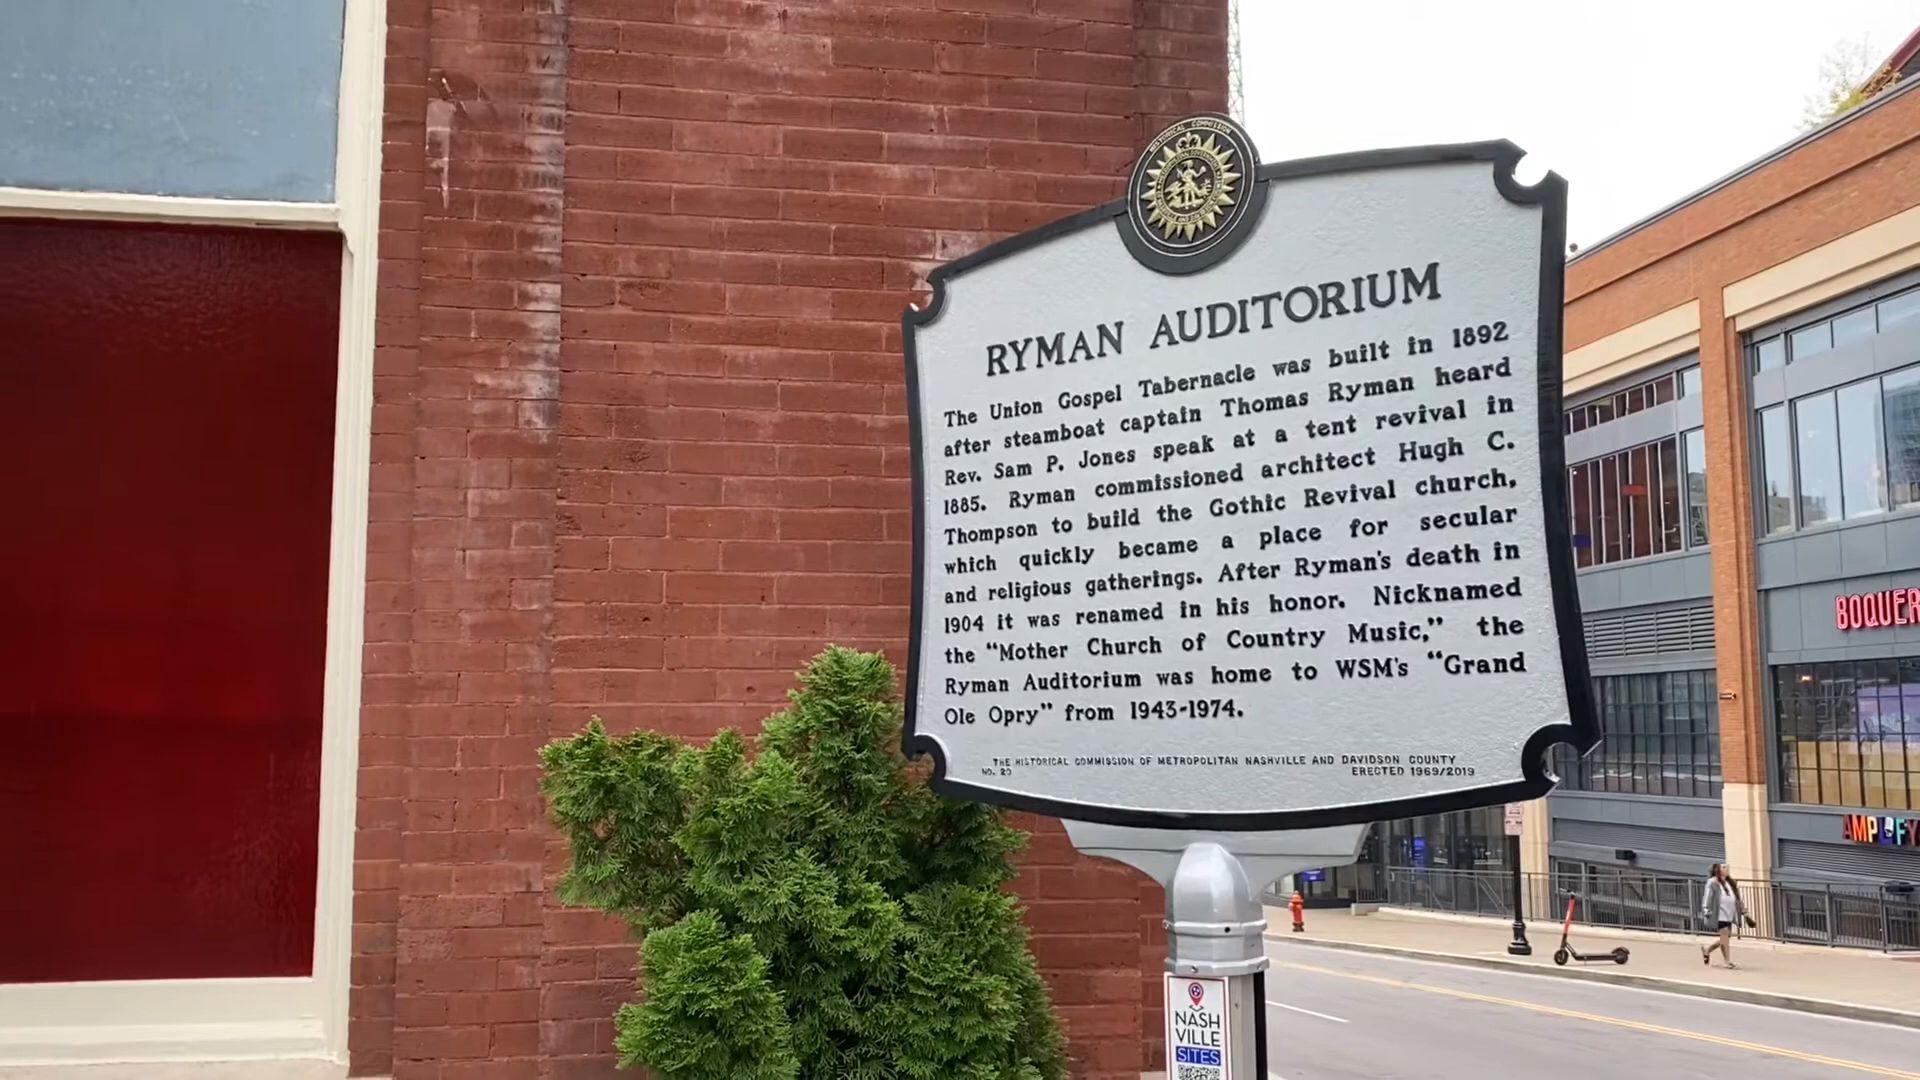 HISTORICAL COMMISSION
RYMAN AUDITORIUM
The Union Gospel Tabernacle was built in 1892
after steamboat captain Thomas Ryman heard
Rev. Sam P. Jones speak at a tent revival in
1885. Ryman commissioned architect Hugh C.
Thompson to build the Gothic Revival church,
which quickly became a place for secular
and religious gatherings. After Ryman's death in
1904 it was renamed in his honor. Nicknamed
the “Mother Church of Country Music,” the
Ryman Auditorium was home to WSM's “Grand
Ole Opry” from 1943-1974.
THE HISTORICAL COMMISSION OF METROPOLITAN NASHVILLE AND DAVIDSON COUNTY
NO. 20 ERECTED 1969/2019
NASH
VILLE
SITES
BOQUER
AMPLIFY